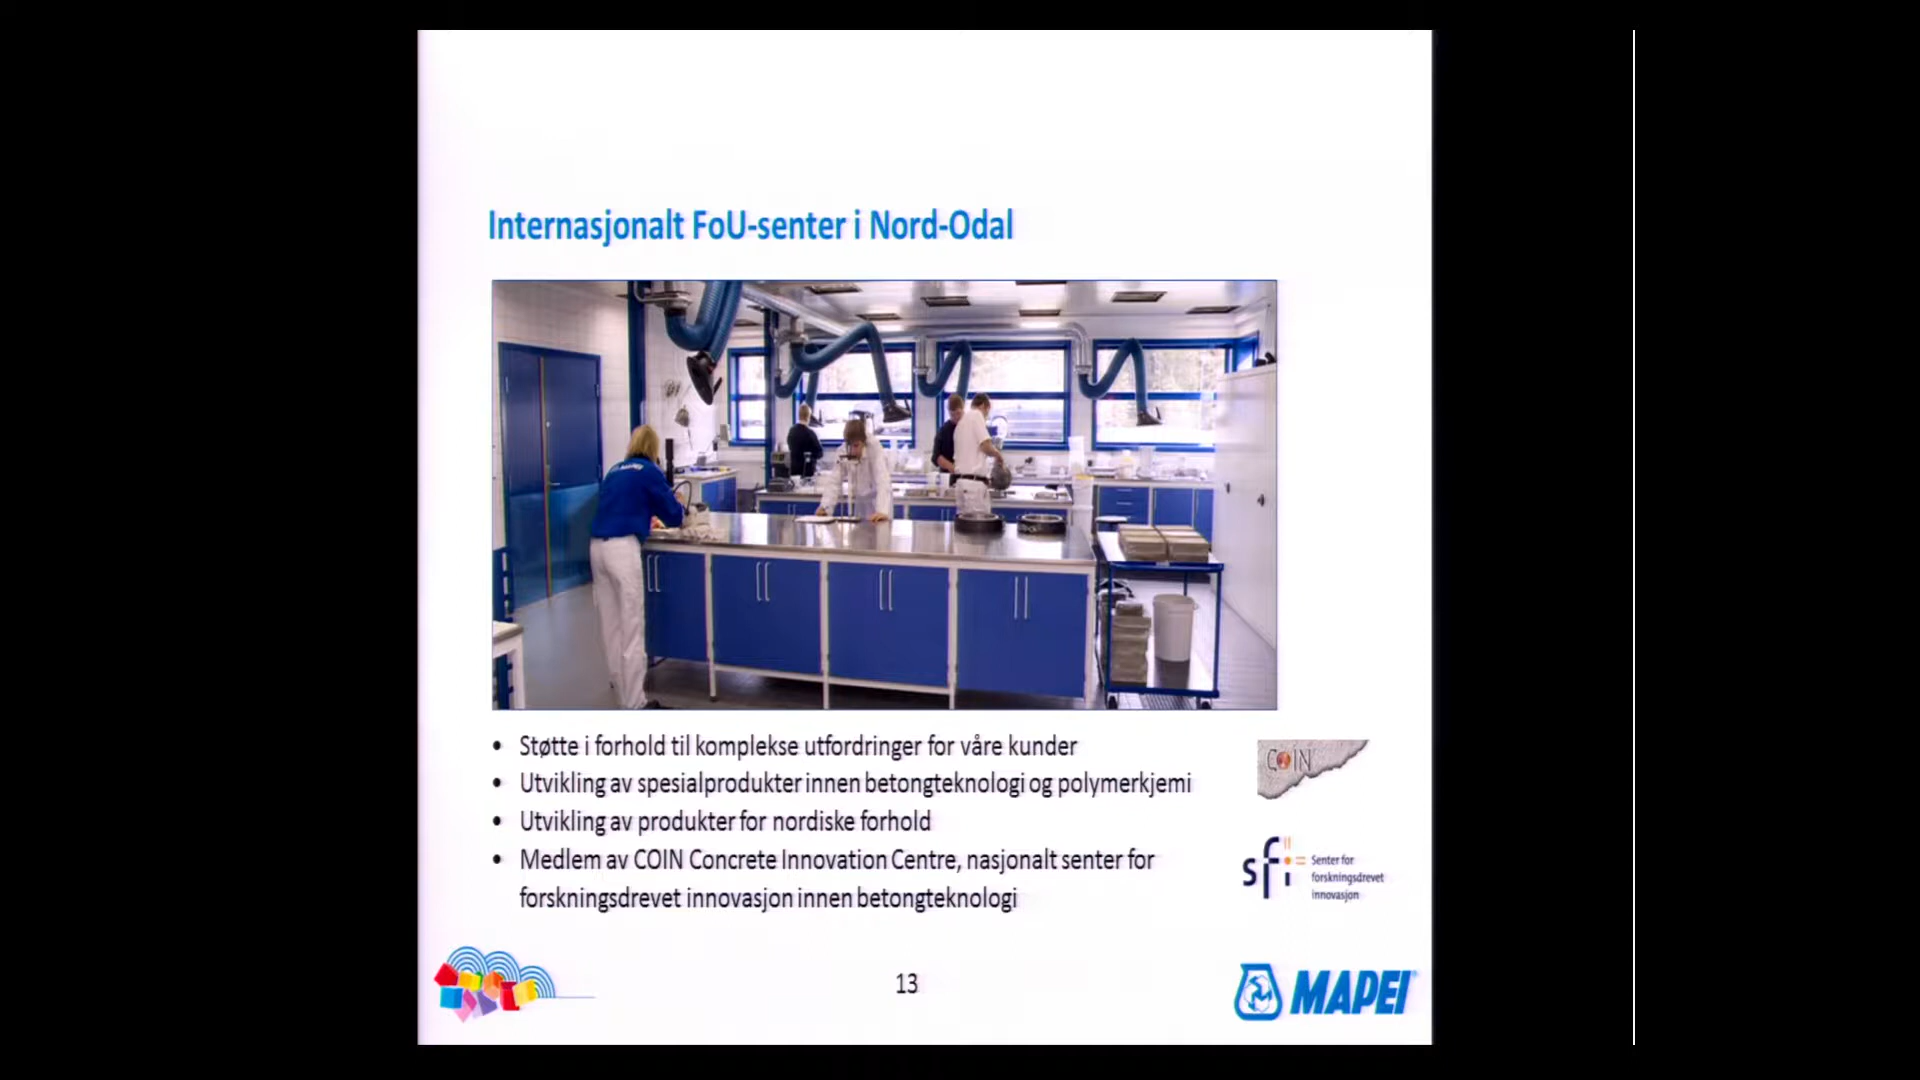 Internasjonalt FoU-senter i Nord-Odal
• Støtte i forhold til komplekse utfordringer for våre kunder
• Utvikling av spesialprodukter innen betongteknologi og polymerkjemi
• Utvikling av produkter for nordiske forhold
• Medlem av COIN Concrete Innovation Centre, nasjonalt senter for
forskningsdrevet innovasjon innen betongteknologi
COIN
sfi
Senter for
forskningsdrevet
innovasjon
13
MAPEI